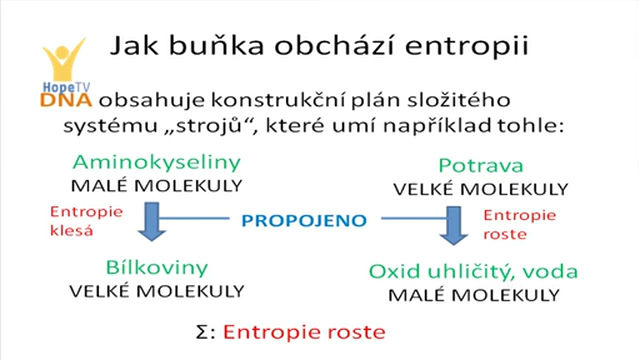 Jak buňka obchází entropii
HopeTV
DNA obsahuje konstrukční plán složitého
systému „strojů“, které umí například tohle:
Aminokyseliny
MALÉ MOLEKULY
Potrava
VELKÉ MOLEKULY
Entropie
klesá
PROPOJENO
Entropie
roste
Bílkoviny
VELKÉ MOLEKULY
Oxid uhličitý, voda
MALÉ MOLEKULY
Σ: Entropie roste